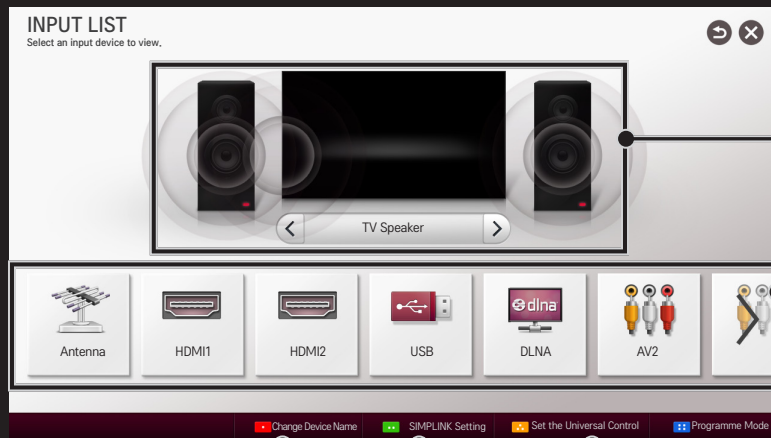 INPUT LIST
Select an input device to view.
TV Speaker
Antenna
HDMI1
HDMI2
USB
dlna
DLNA
AV2
Change Device Name
SIMPLINK Setting
Set the Universal Control
Programme Mode